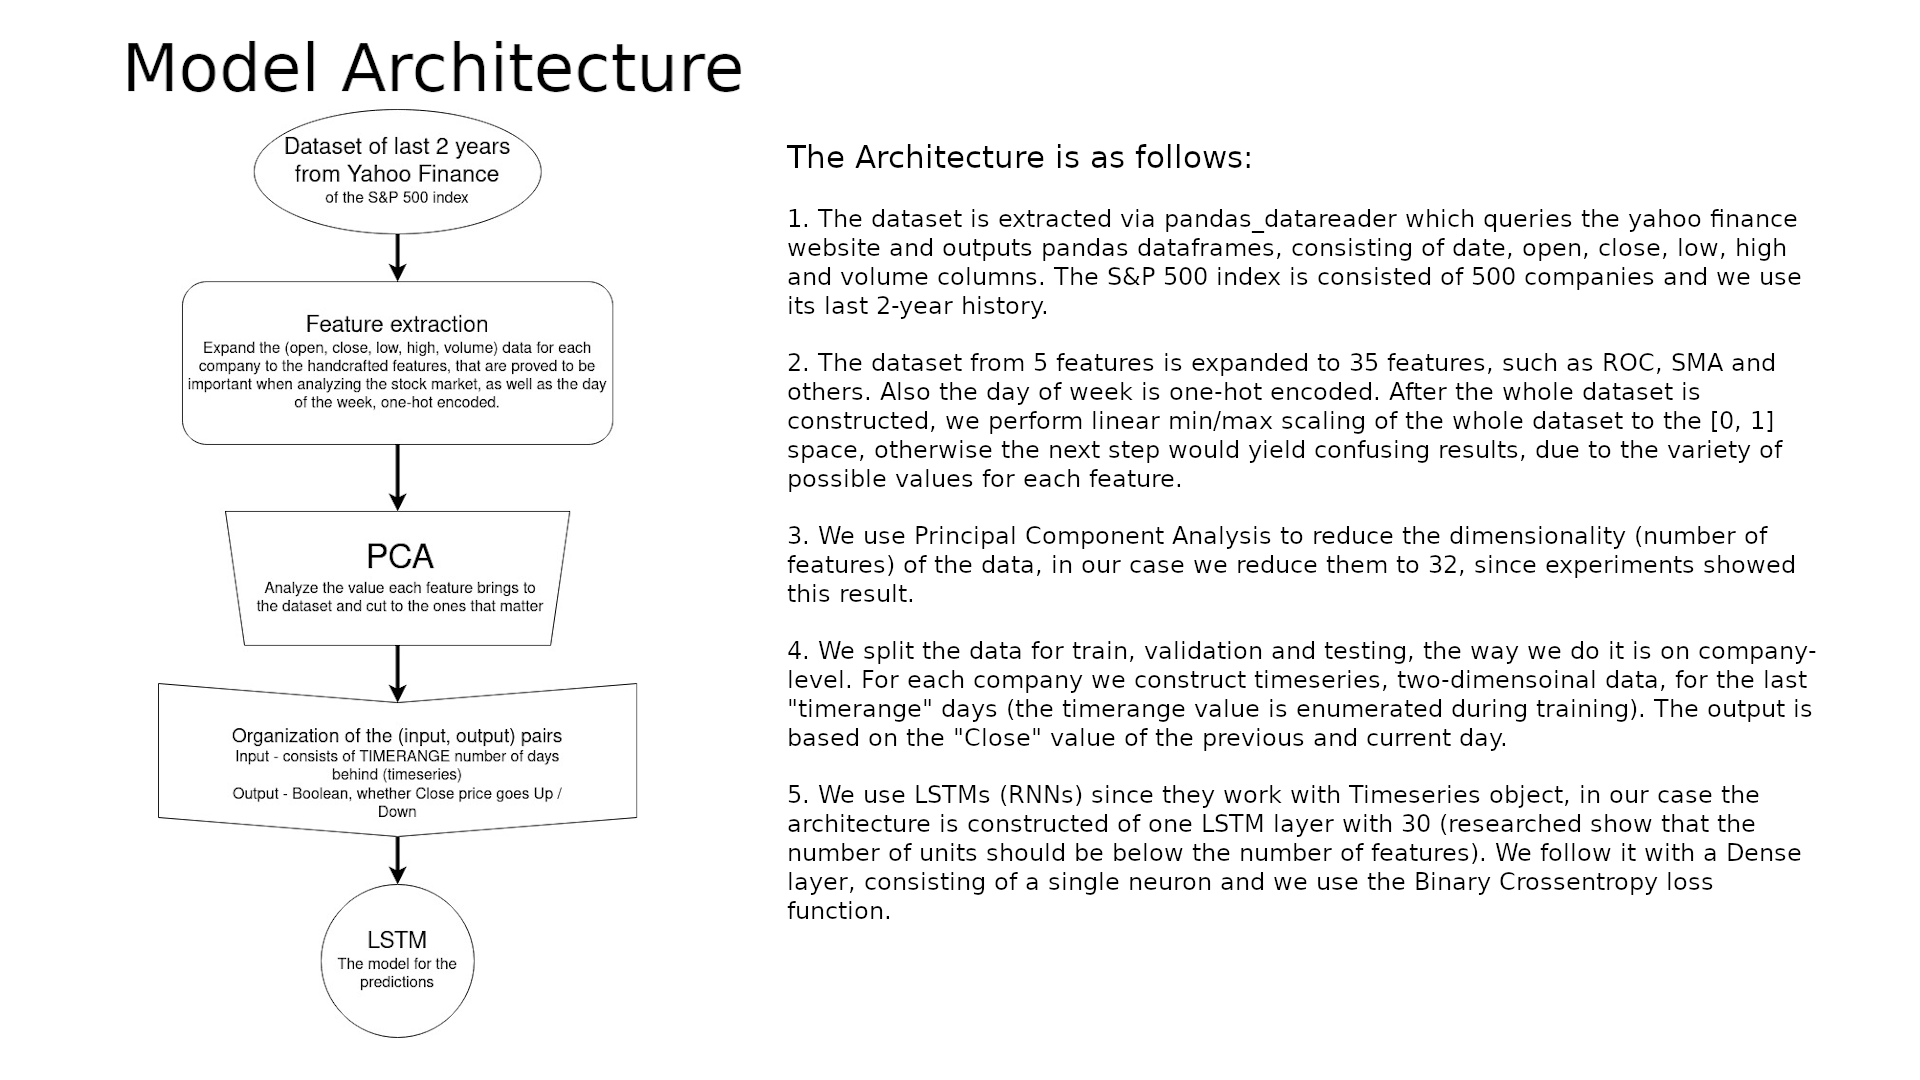 Model Architecture
Dataset of last 2 years
from Yahoo Finance
of the S&P 500 index
Feature extraction
Expand the (open, close, low, high, volume) data for each
company to the handcrafted features, that are proved to be
important when analyzing the stock market, as well as the day
of the week, one-hot encoded.
PCA
Analyze the value each feature brings to
the dataset and cut to the ones that matter
Organization of the (input, output) pairs
Input - consists of TIMERANGE number of days
behind (timeseries)
Output - Boolean, whether Close price goes Up /
Down
LSTM
The model for the
predictions
The Architecture is as follows:
1. The dataset is extracted via pandas_datareader which queries the yahoo finance
website and outputs pandas dataframes, consisting of date, open, close, low, high
and volume columns. The S&P 500 index is consisted of 500 companies and we use
its last 2-year history.
2. The dataset from 5 features is expanded to 35 features, such as ROC, SMA and
others. Also the day of week is one-hot encoded. After the whole dataset is
constructed, we perform linear min/max scaling of the whole dataset to the [0, 1]
space, otherwise the next step would yield confusing results, due to the variety of
possible values for each feature.
3. We use Principal Component Analysis to reduce the dimensionality (number of
features) of the data, in our case we reduce them to 32, since experiments showed
this result.
4. We split the data for train, validation and testing, the way we do it is on company-
level. For each company we construct timeseries, two-dimensoinal data, for the last
"timerange" days (the timerange value is enumerated during training). The output is
based on the "Close" value of the previous and current day.
5. We use LSTMs (RNNs) since they work with Timeseries object, in our case the
architecture is constructed of one LSTM layer with 30 (researched show that the
number of units should be below the number of features). We follow it with a Dense
layer, consisting of a single neuron and we use the Binary Crossentropy loss
function.